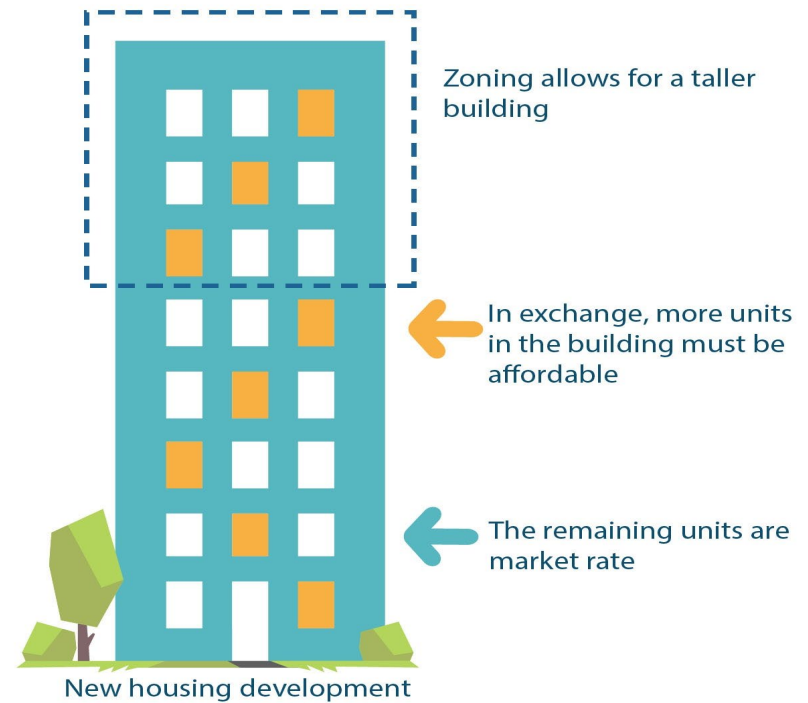 Zoning allows for a taller
building
In exchange, more units
in the building must be
affordable
The remaining units are
market rate
New housing development